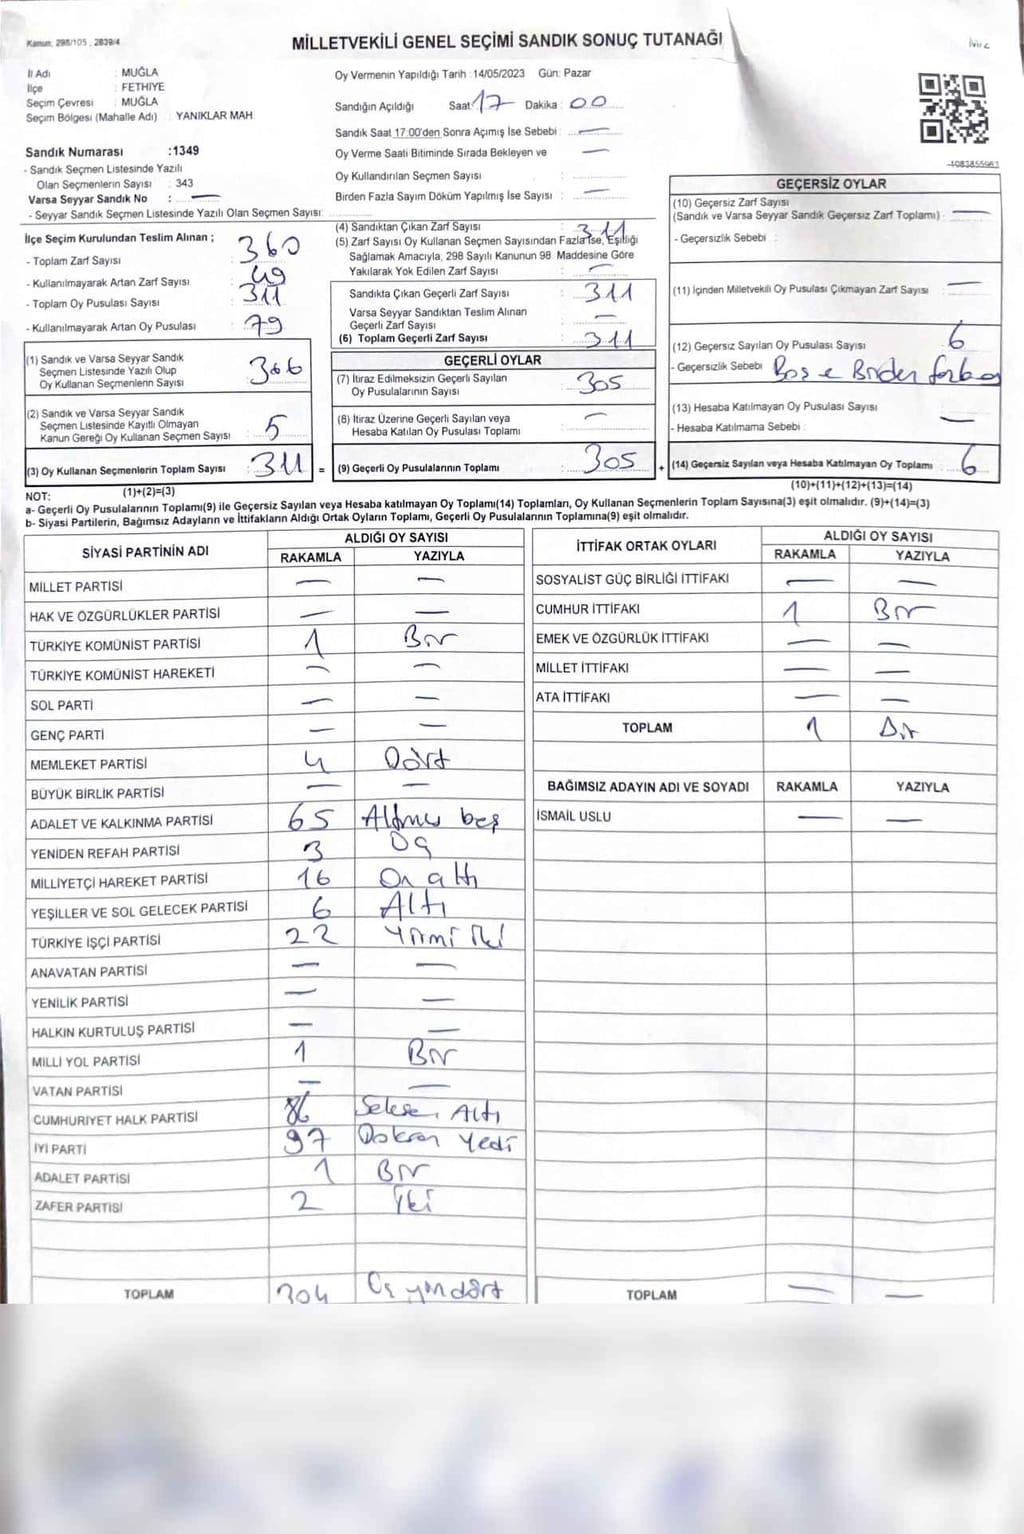 Kanun, 298/105, 2839/4
MİLLETVEKİLİ GENEL SEÇİMİ SANDIK SONUÇ TUTANAĞI
İl Adı : MUĞLA
İlçe : FETHİYE
Seçim Çevresi : MUĞLA
Seçim Bölgesi (Mahalle Adı) : YANIKLAR MAH
Sandık Numarası :1349
- Sandık Seçmen Listesinde Yazılı
Olan Seçmenlerin Sayısı : 343
Varsa Seyyar Sandık No : —
- Seyyar Sandık Seçmen Listesinde Yazılı Olan Seçmen Sayısı:
Oy Vermenin Yapıldığı Tarih :14/05/2023 Gün: Pazar
Sandığın Açıldığı Saat: 17 Dakika : 00
Sandık Saat 17:00'den Sonra Açımış İse Sebebi : —
Oy Verme Saati Bitiminde Sırada Bekleyen ve —
Oy Kullandırılan Seçmen Sayısı :
Birden Fazla Sayım Döküm Yapılmış İse Sayısı : —
İlçe Seçim Kurulundan Teslim Alınan ;
- Toplam Zarf Sayısı : 360
- Kullanılmayarak Artan Zarf Sayısı : 49
- Toplam Oy Pusulası Sayısı : 311
- Kullanılmayarak Artan Oy Pusulası : 79
(1) Sandık ve Varsa Seyyar Sandık
Seçmen Listesinde Yazılı Olup
Oy Kullanan Seçmenlerin Sayısı : 306
(2) Sandık ve Varsa Seyyar Sandık
Seçmen Listesinde Kayıtlı Olmayan
Kanun Gereği Oy Kullanan Seçmen Sayısı : 5
(3) Oy Kullanan Seçmenlerin Toplam Sayısı : 311 =
(1)+(2)=(3)
(4) Sandıktan Çıkan Zarf Sayısı : 311
(5) Zarf Sayısı Oy Kullanan Seçmen Sayısından Fazla İse, Eşitliği
Sağlamak Amacıyla, 298 Sayılı Kanunun 98 Maddesine Göre
Yakılarak Yok Edilen Zarf Sayısı : —
Sandıkta Çıkan Geçerli Zarf Sayısı : 311
Varsa Seyyar Sandıktan Teslim Alınan
Geçerli Zarf Sayısı : —
(6) Toplam Geçerli Zarf Sayısı : 311
GEÇERLİ OYLAR
(7) İtiraz Edilmeksizin Geçerli Sayılan
Oy Pusulalarının Sayısı : 305
(8) İtiraz Üzerine Geçerli Sayılan veya
Hesaba Katılan Oy Pusulası Toplamı : —
(9) Geçerli Oy Pusulalarının Toplamı : 305 +
4083855963
GEÇERSİZ OYLAR
(10) Geçersiz Zarf Sayısı
(Sandık ve Varsa Seyyar Sandık Geçersiz Zarf Toplamı) : —
- Geçersizlik Sebebi :
(11) İçinden Milletvekili Oy Pusulası Çıkmayan Zarf Sayısı : —
(12) Geçersiz Sayılan Oy Pusulası Sayısı : 6
- Geçersizlik Sebebi : Boş
(13) Hesaba Katılmayan Oy Pusulası Sayısı :
- Hesaba Katılmama Sebebi : —
(14) Geçersiz Sayılan veya Hesaba Katılmayan Oy Toplamı : 6
(10)+(11)+(12)+(13)=(14)
NOT:
a- Geçerli Oy Pusulalarının Toplamı(9) ile Geçersiz Sayılan veya Hesaba katılmayan Oy Toplamı(14) Toplamları, Oy Kullanan Seçmenlerin Toplam Sayısına(3) eşit olmalıdır. (9)+(14)=(3)
b- Siyasi Partilerin, Bağımsız Adayların ve İttifakların Aldığı Ortak Oyların Toplamı, Geçerli Oy Pusulalarının Toplamına(9) eşit olmalıdır.
SİYASİ PARTİNİN ADI ALDIĞI OY SAYISI
RAKAMLA YAZIYLA
MİLLET PARTİSİ — —
HAK VE ÖZGÜRLÜKLER PARTİSİ — —
TÜRKİYE KOMÜNİST PARTİSİ 1 Bir
TÜRKİYE KOMÜNİST HAREKETİ — —
SOL PARTİ — —
GENÇ PARTİ — —
MEMLEKET PARTİSİ 4 Dört
BÜYÜK BİRLİK PARTİSİ — —
ADALET VE KALKINMA PARTİSİ 65 Altmış beş
YENİDEN REFAH PARTİSİ 3 Üç
MİLLİYETÇİ HAREKET PARTİSİ 16 On altı
YEŞİLLER VE SOL GELECEK PARTİSİ 6 Altı
TÜRKİYE İŞÇİ PARTİSİ 22 Yirmi iki
ANAVATAN PARTİSİ — —
YENİLİK PARTİSİ — —
HALKIN KURTULUŞ PARTİSİ — —
MİLLİ YOL PARTİSİ 1 Bir
VATAN PARTİSİ — —
CUMHURİYET HALK PARTİSİ 86 Seksen Altı
İYİ PARTİ 97 Doksan Yedi
ADALET PARTİSİ 1 Bir
ZAFER PARTİSİ 2 İki
TOPLAM 304 Üç yüz dört
İTTİFAK ORTAK OYLARI ALDIĞI OY SAYISI
RAKAMLA YAZIYLA
SOSYALİST GÜÇ BİRLİĞİ İTTİFAKI — —
CUMHUR İTTİFAKI 1 Bir
EMEK VE ÖZGÜRLÜK İTTİFAKI — —
MİLLET İTTİFAKI — —
ATA İTTİFAKI — —
TOPLAM 1 Bir
BAĞIMSIZ ADAYIN ADI VE SOYADI RAKAMLA YAZIYLA
İSMAİL USLU — —
TOPLAM — —